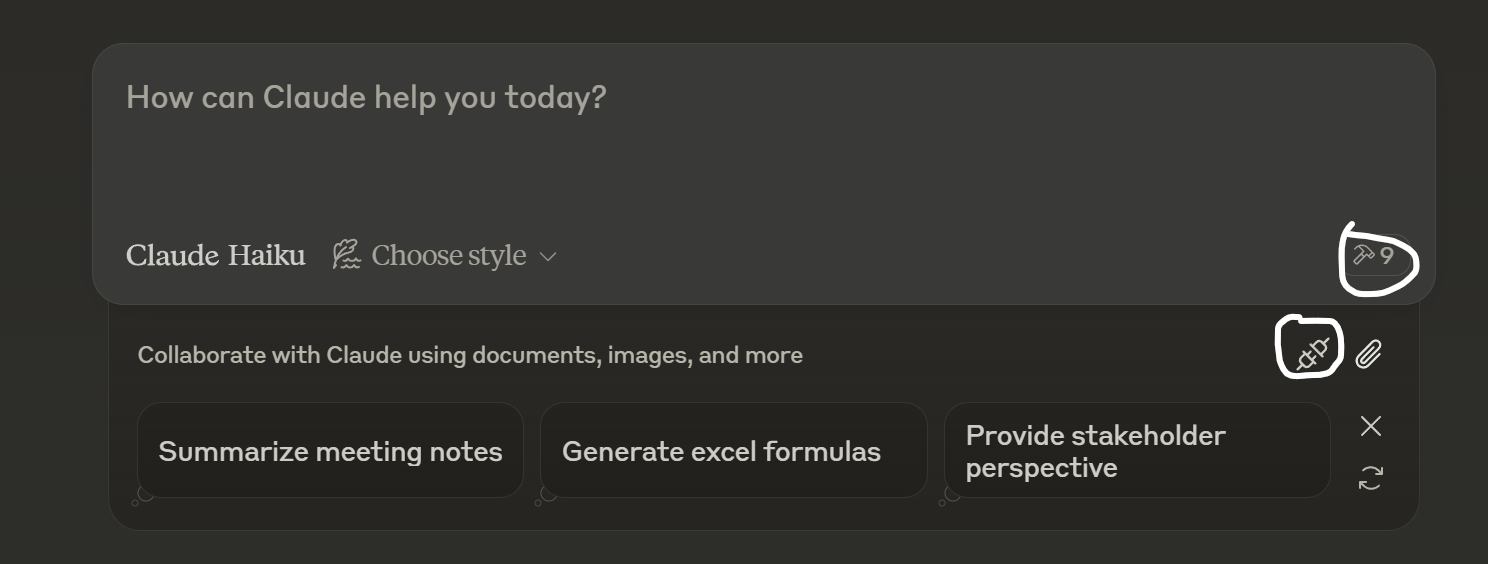 How can Claude help you today?
Claude Haiku Choose style 9
Collaborate with Claude using documents, images, and more
Summarize meeting notes
Generate excel formulas
Provide stakeholder
perspective